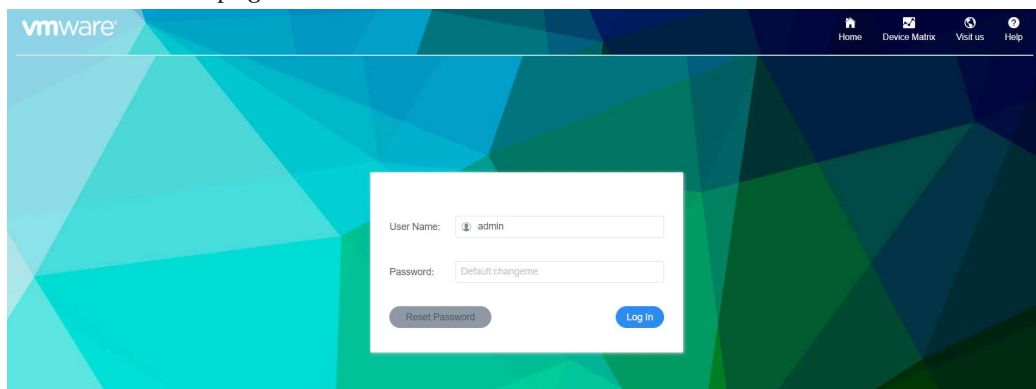 vmware
Home Device Matrix Visit us Help
User Name: admin
Password: Default:changeme
Reset Password Log In